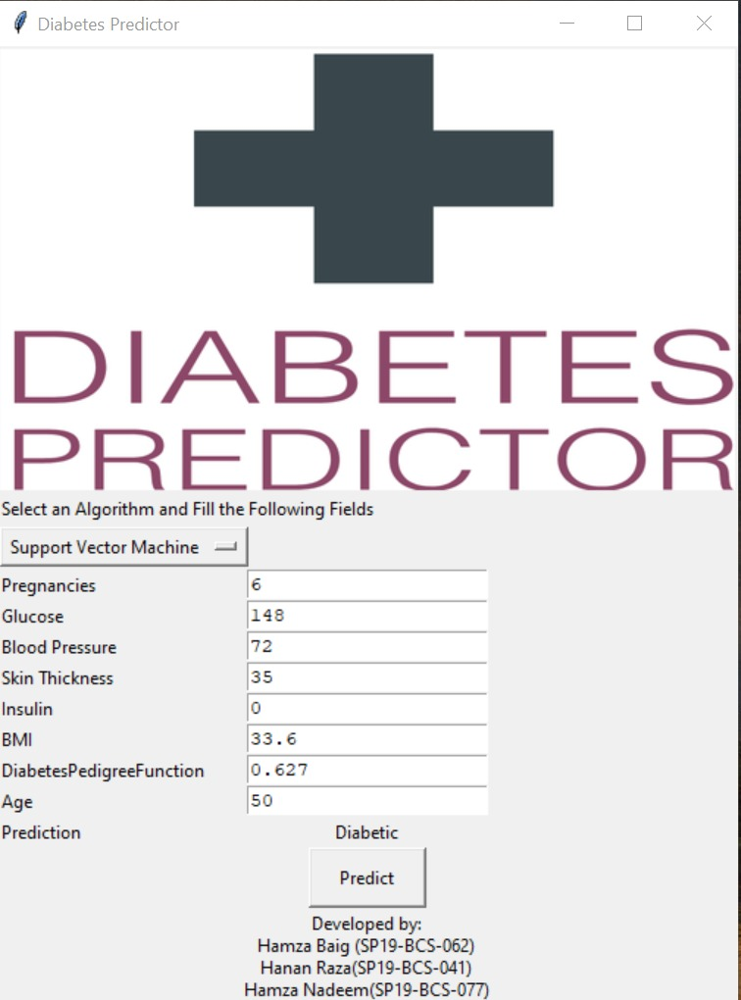 Diabetes Predictor
DIABETES
PREDICTOR
Select an Algorithm and Fill the Following Fields
Support Vector Machine
Pregnancies 6
Glucose 148
Blood Pressure 72
Skin Thickness 35
Insulin 0
BMI 33.6
DiabetesPedigreeFunction 0.627
Age 50
Prediction Diabetic
Predict
Developed by:
Hamza Baig (SP19-BCS-062)
Hanan Raza(SP19-BCS-041)
Hamza Nadeem(SP19-BCS-077)